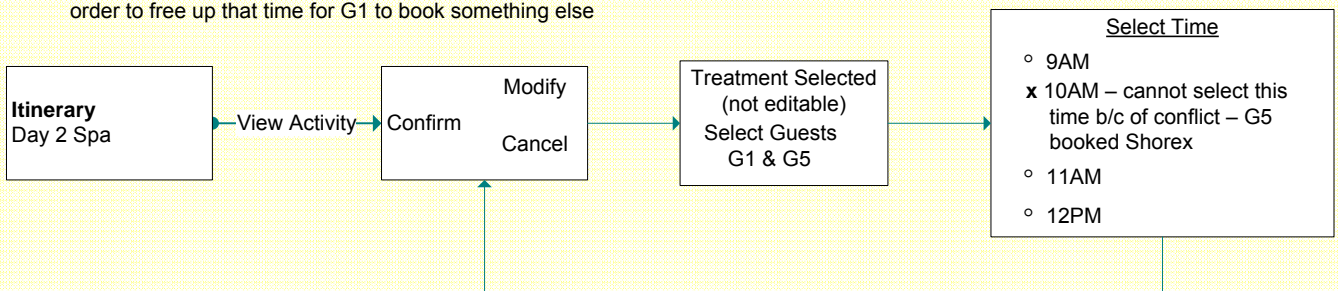 order to free up that time for G1 to book something else
Itinerary
Day 2 Spa
View Activity
Modify
Confirm
Cancel
Treatment Selected
(not editable)
Select Guests
G1 & G5
Select Time
° 9AM
x 10AM – cannot select this
time b/c of conflict – G5
booked Shorex
° 11AM
° 12PM